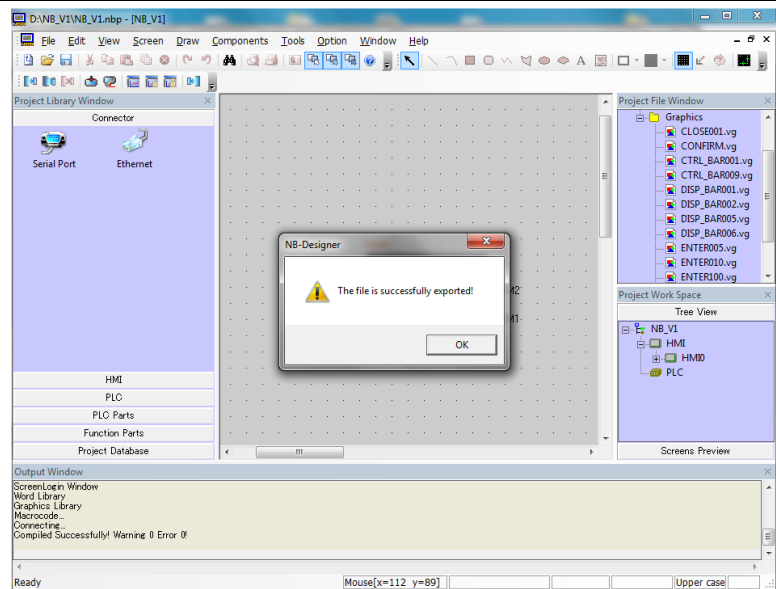 D:\NB_V1\NB_V1.nbp - [NB_V1]
File Edit View Screen Draw Components Tools Option Window Help
Project Library Window
Connector
Serial Port Ethernet
HMI
PLC
PLC Parts
Function Parts
Project Database
NB-Designer
The file is successfully exported!
OK
M2
M1
Project File Window
Graphics
CLOSE001.vg
CONFIRM.vg
CTRL_BAR001.vg
CTRL_BAR009.vg
DISP_BAR001.vg
DISP_BAR002.vg
DISP_BAR005.vg
DISP_BAR006.vg
ENTER005.vg
ENTER010.vg
ENTER100.vg
Project Work Space
Tree View
NB_V1
HMI
HMI0
PLC
Screens Preview
Output Window
ScreenLogin Window
Word Library
Graphics Library
Macrocode...
Connecting...
Compiled Successfully! Warning 0 Error 0!
Ready Mouse[x=112 y=89] Upper case